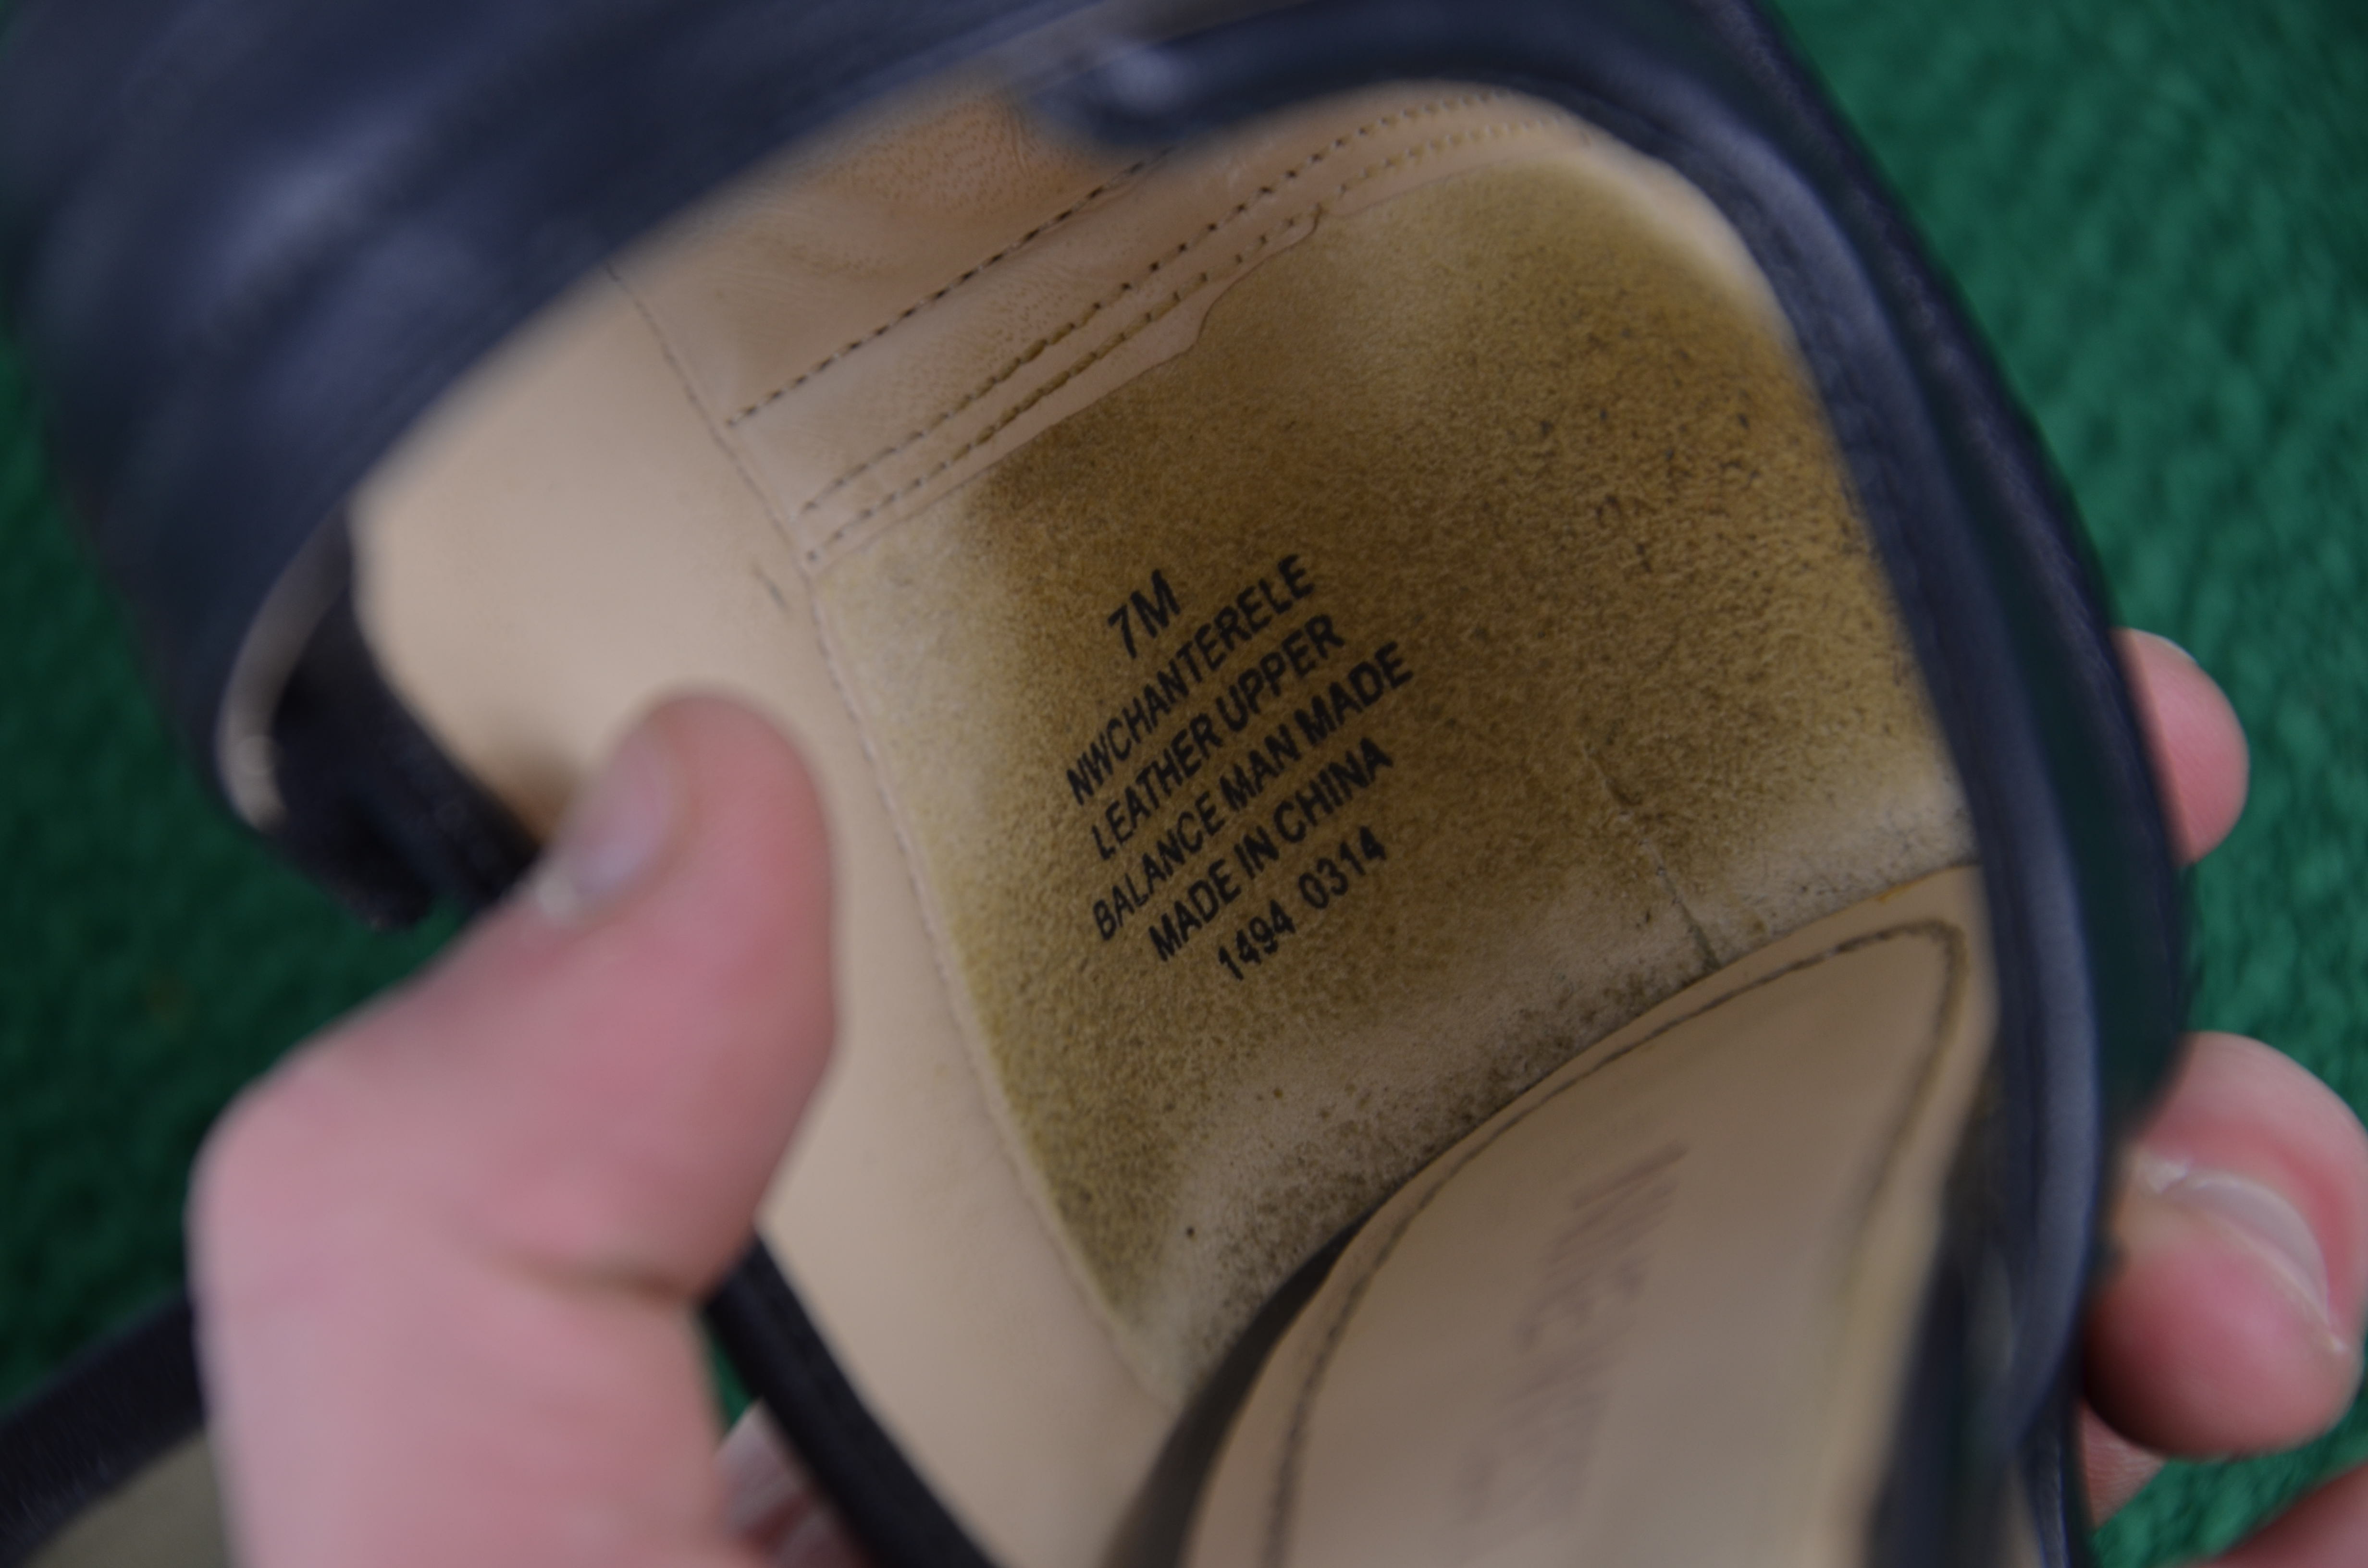 7M
NWCHANTERELE
LEATHER UPPER
BALANCE MAN MADE
MADE IN CHINA
1494 0314